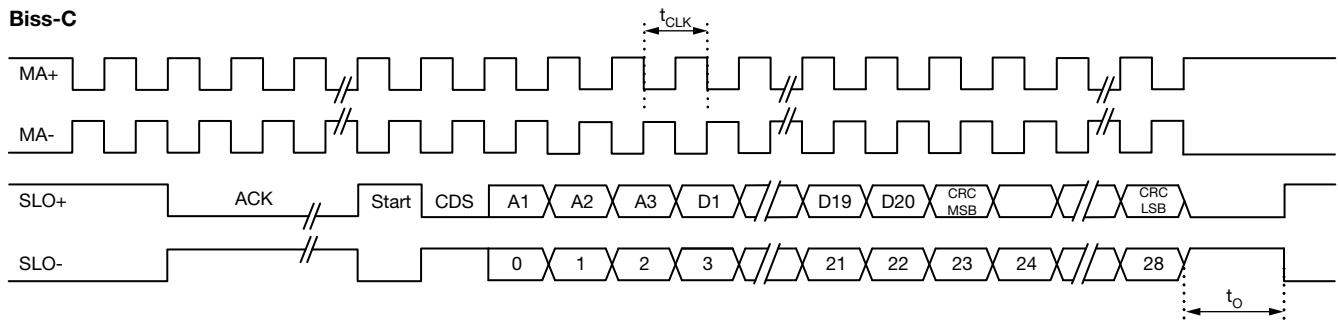 Biss-C
tCLK
MA+
MA-
SLO+ ACK Start CDS A1 A2 A3 D1 D19 D20 CRC MSB CRC LSB
SLO- 0 1 2 3 21 22 23 24 28
tO